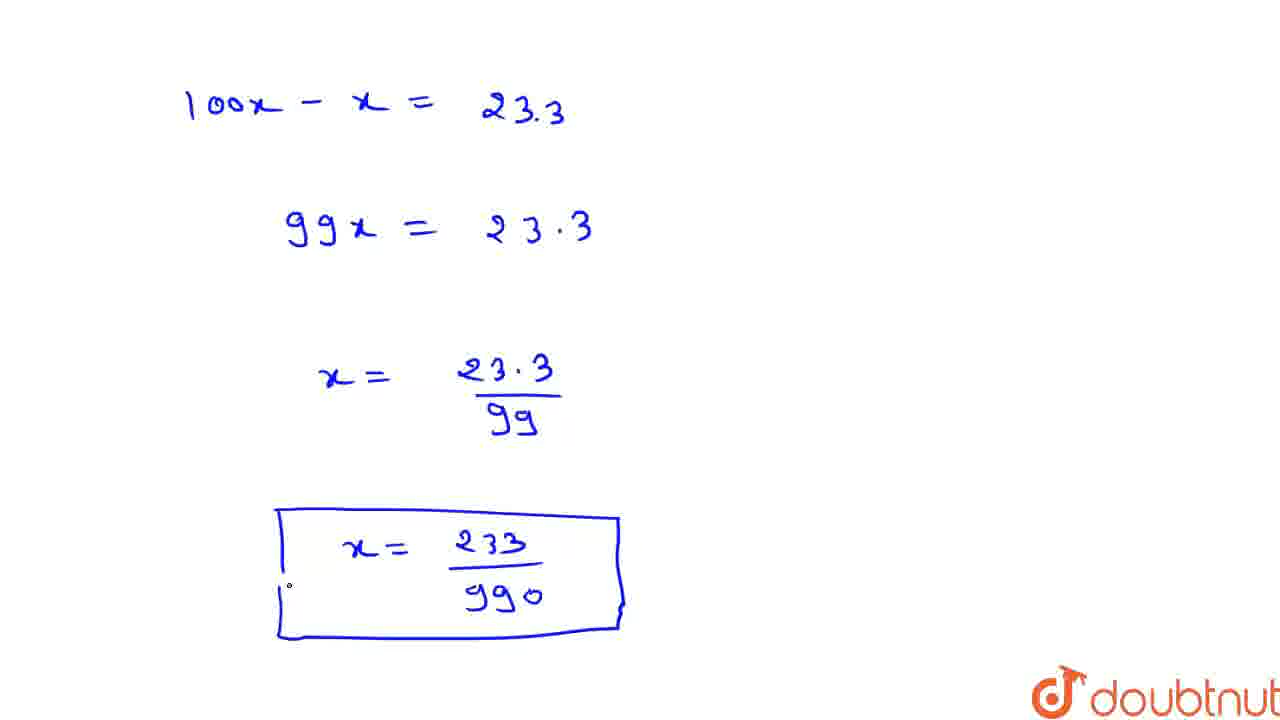 100x - x = 23.3
99x = 23.3
x = 23.3/99
x = 233/990
doubtnut